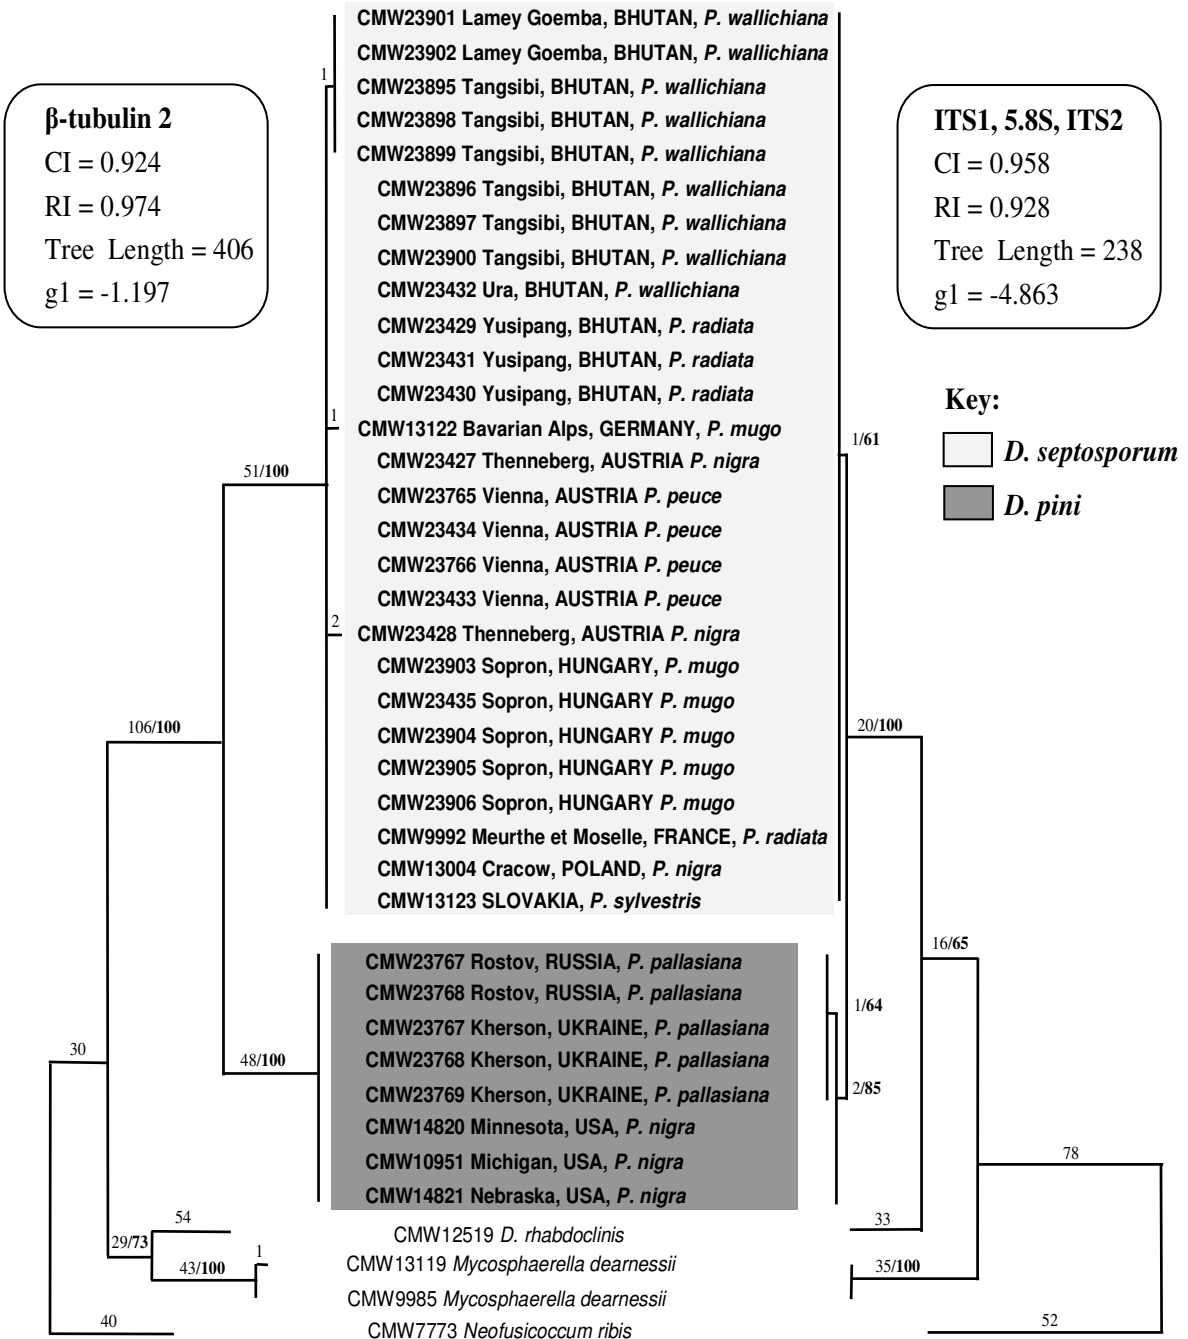 β-tubulin 2
CI = 0.924
RI = 0.974
Tree Length = 406
g1 = -1.197
ITS1, 5.8S, ITS2
CI = 0.958
RI = 0.928
Tree Length = 238
g1 = -4.863
Key:
D. septosporum
D. pini
CMW23901 Lamey Goemba, BHUTAN, P. wallichiana
CMW23902 Lamey Goemba, BHUTAN, P. wallichiana
CMW23895 Tangsibi, BHUTAN, P. wallichiana
CMW23898 Tangsibi, BHUTAN, P. wallichiana
CMW23899 Tangsibi, BHUTAN, P. wallichiana
CMW23896 Tangsibi, BHUTAN, P. wallichiana
CMW23897 Tangsibi, BHUTAN, P. wallichiana
CMW23900 Tangsibi, BHUTAN, P. wallichiana
CMW23432 Ura, BHUTAN, P. wallichiana
CMW23429 Yusipang, BHUTAN, P. radiata
CMW23431 Yusipang, BHUTAN, P. radiata
CMW23430 Yusipang, BHUTAN, P. radiata
CMW13122 Bavarian Alps, GERMANY, P. mugo
CMW23427 Thenneberg, AUSTRIA P. nigra
CMW23765 Vienna, AUSTRIA P. peuce
CMW23434 Vienna, AUSTRIA P. peuce
CMW23766 Vienna, AUSTRIA P. peuce
CMW23433 Vienna, AUSTRIA P. peuce
CMW23428 Thenneberg, AUSTRIA P. nigra
CMW23903 Sopron, HUNGARY, P. mugo
CMW23435 Sopron, HUNGARY P. mugo
CMW23904 Sopron, HUNGARY P. mugo
CMW23905 Sopron, HUNGARY P. mugo
CMW23906 Sopron, HUNGARY P. mugo
CMW9992 Meurthe et Moselle, FRANCE, P. radiata
CMW13004 Cracow, POLAND, P. nigra
CMW13123 SLOVAKIA, P. sylvestris
CMW23767 Rostov, RUSSIA, P. pallasiana
CMW23768 Rostov, RUSSIA, P. pallasiana
CMW23767 Kherson, UKRAINE, P. pallasiana
CMW23768 Kherson, UKRAINE, P. pallasiana
CMW23769 Kherson, UKRAINE, P. pallasiana
CMW14820 Minnesota, USA, P. nigra
CMW10951 Michigan, USA, P. nigra
CMW14821 Nebraska, USA, P. nigra
CMW12519 D. rhabdoclinis
CMW13119 Mycosphaerella dearnessii
CMW9985 Mycosphaerella dearnessii
CMW7773 Neofusicoccum ribis
1
1
51/100
2
106/100
30
48/100
54
29/73
1
43/100
40
1/61
20/100
16/65
1/64
2/85
78
33
35/100
52